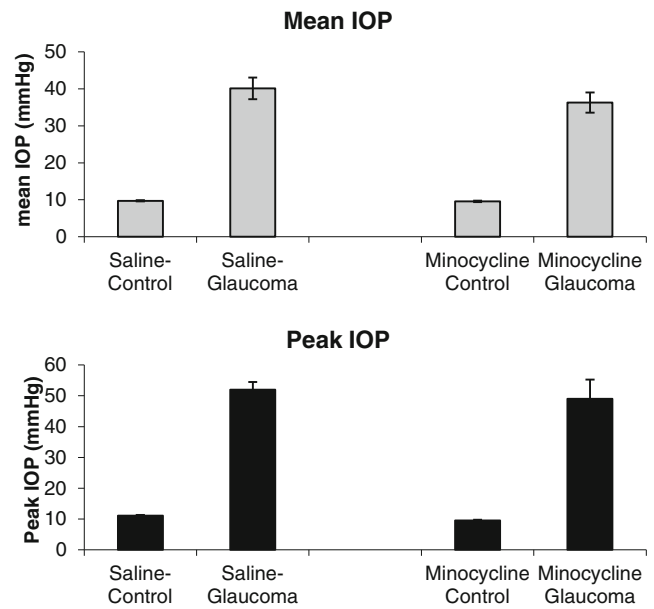 Mean IOP
mean IOP (mmHg)
50
40
30
20
10
0
Saline-
Control
Saline-
Glaucoma
Minocycline
Control
Minocycline
Glaucoma
Peak IOP
Peak IOP (mmHg)
60
50
40
30
20
10
0
Saline-
Control
Saline-
Glaucoma
Minocycline
Control
Minocycline
Glaucoma